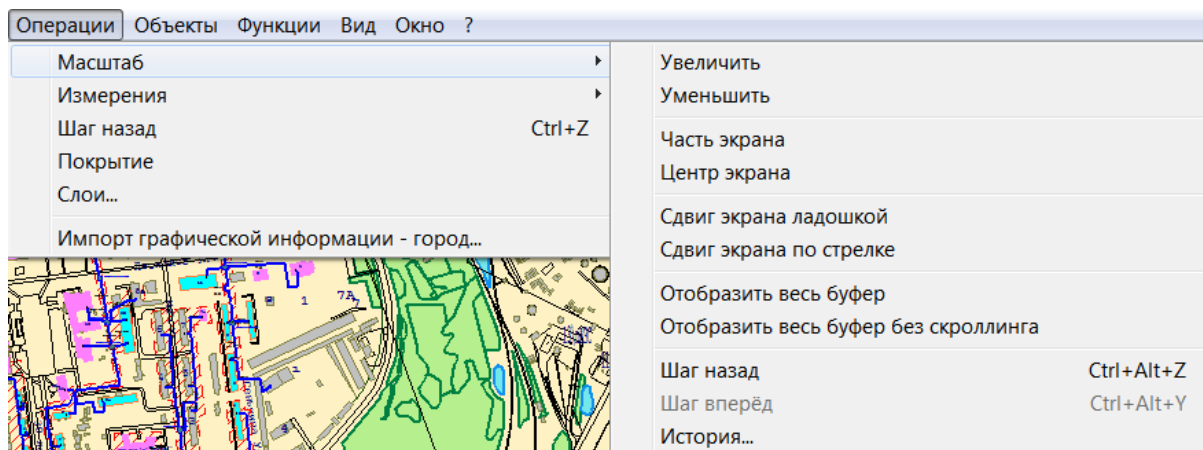 Операции Объекты Функции Вид Окно ?
Масштаб
Измерения
Шаг назад Ctrl+Z
Покрытие
Слои...
Импорт графической информации - город...
Увеличить
Уменьшить
Часть экрана
Центр экрана
Сдвиг экрана ладошкой
Сдвиг экрана по стрелке
Отобразить весь буфер
Отобразить весь буфер без скроллинга
Шаг назад Ctrl+Alt+Z
Шаг вперёд Ctrl+Alt+Y
История...
1
7А